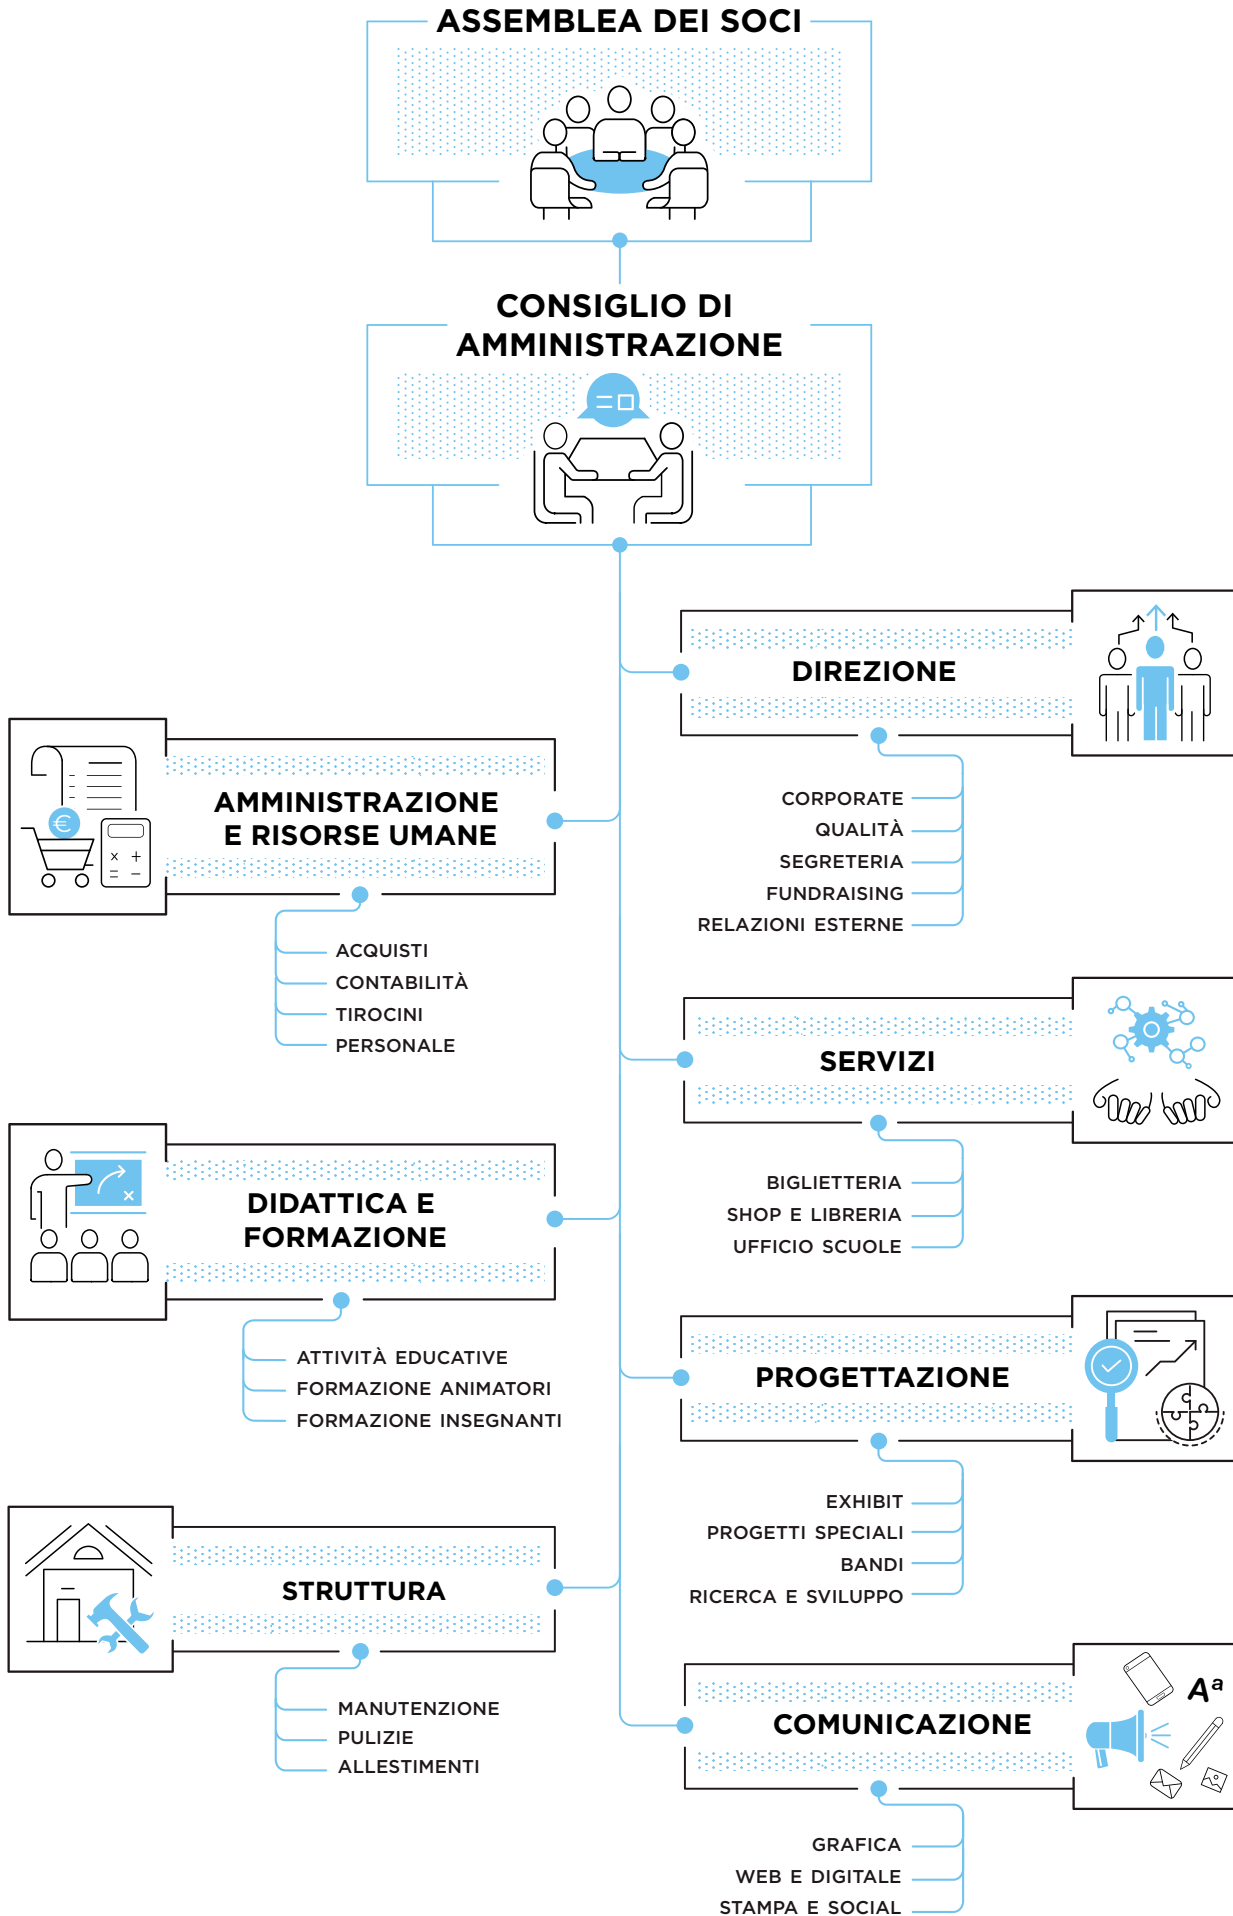 ASSEMBLEA DEI SOCI
CONSIGLIO DI
AMMINISTRAZIONE
DIREZIONE
CORPORATE
QUALITÀ
SEGRETERIA
FUNDRAISING
RELAZIONI ESTERNE
AMMINISTRAZIONE
E RISORSE UMANE
ACQUISTI
CONTABILITÀ
TIROCINI
PERSONALE
SERVIZI
BIGLIETTERIA
SHOP E LIBRERIA
UFFICIO SCUOLE
DIDATTICA E
FORMAZIONE
ATTIVITÀ EDUCATIVE
FORMAZIONE ANIMATORI
FORMAZIONE INSEGNANTI
PROGETTAZIONE
EXHIBIT
PROGETTI SPECIALI
BANDI
RICERCA E SVILUPPO
STRUTTURA
MANUTENZIONE
PULIZIE
ALLESTIMENTI
COMUNICAZIONE
Aa
GRAFICA
WEB E DIGITALE
STAMPA E SOCIAL